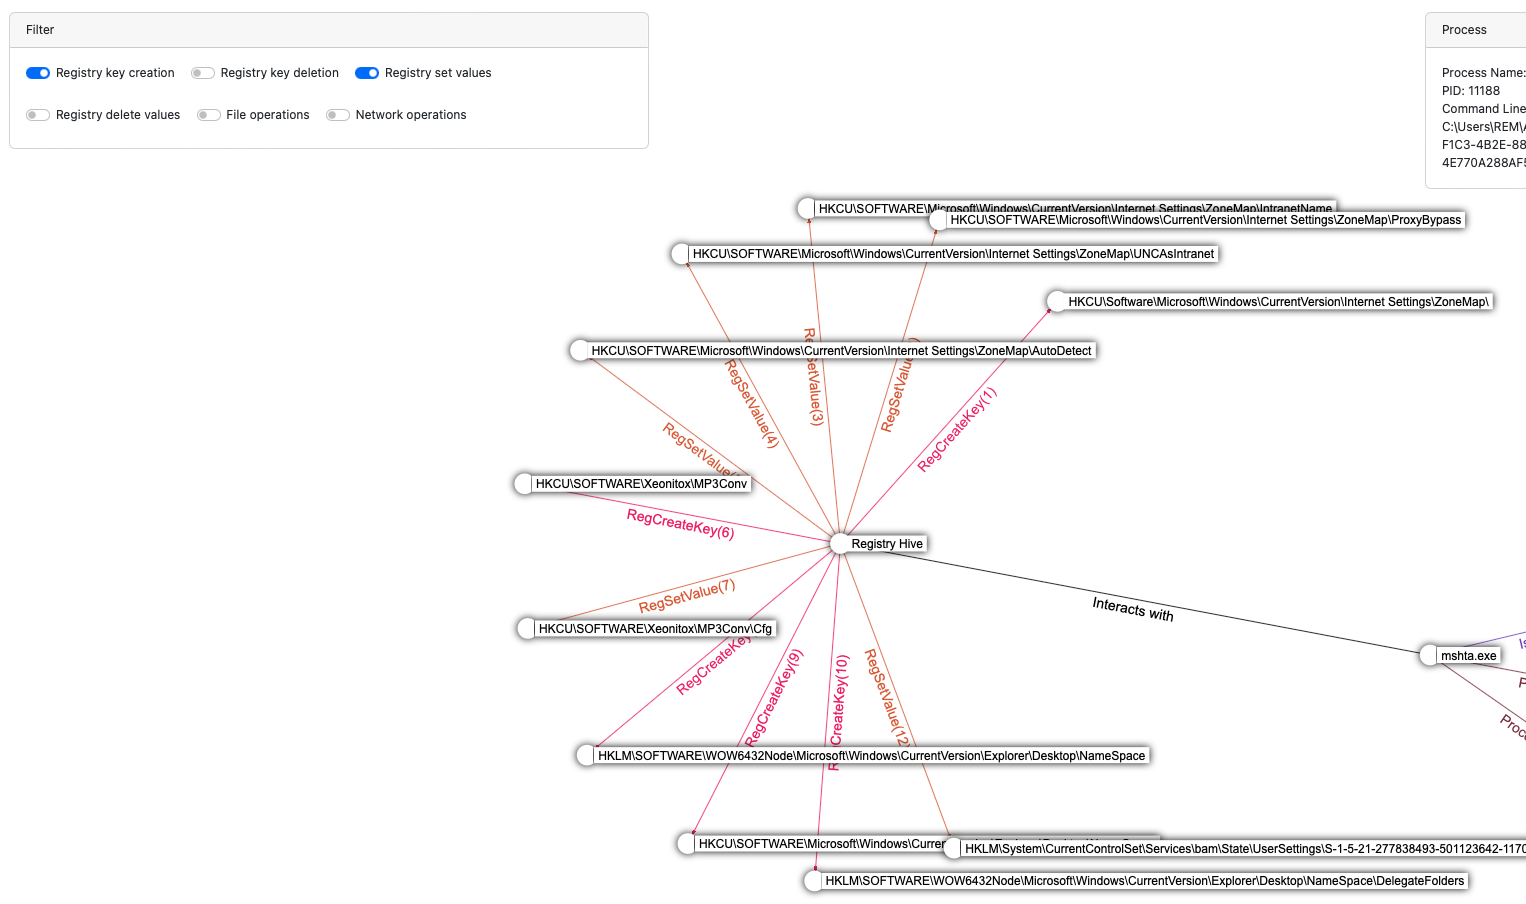 Filter
Registry key creation
Registry key deletion
Registry set values
Registry delete values
File operations
Network operations
Process
Process Name:
PID: 11188
Command Line
C:\Users\REM\
F1C3-4B2E-88
4E770A288AF
HKCU\SOFTWARE\Microsoft\Windows\CurrentVersion\Internet Settings\ZoneMap\IntranetName
HKCU\SOFTWARE\Microsoft\Windows\CurrentVersion\Internet Settings\ZoneMap\ProxyBypass
HKCU\SOFTWARE\Microsoft\Windows\CurrentVersion\Internet Settings\ZoneMap\UNCAsIntranet
HKCU\Software\Microsoft\Windows\CurrentVersion\Internet Settings\ZoneMap\
HKCU\SOFTWARE\Microsoft\Windows\CurrentVersion\Internet Settings\ZoneMap\AutoDetect
RegSetValue(3)
RegSetValue(4)
RegSetValue
RegCreateKey(1)
RegSetValue
HKCU\SOFTWARE\Xeonitox\MP3Conv
RegCreateKey(6)
Registry Hive
RegSetValue(7)
Interacts with
HKCU\SOFTWARE\Xeonitox\MP3Conv\Cfg
mshta.exe
RegCreateKey
RegCreateKey(9)
RegCreateKey(10)
RegSetValue(12)
Proce
HKLM\SOFTWARE\WOW6432Node\Microsoft\Windows\CurrentVersion\Explorer\Desktop\NameSpace
HKCU\SOFTWARE\Microsoft\Windows\Curre
HKLM\System\CurrentControlSet\Services\bam\State\UserSettings\S-1-5-21-277838493-501123642-1170
HKLM\SOFTWARE\WOW6432Node\Microsoft\Windows\CurrentVersion\Explorer\Desktop\NameSpace\DelegateFolders